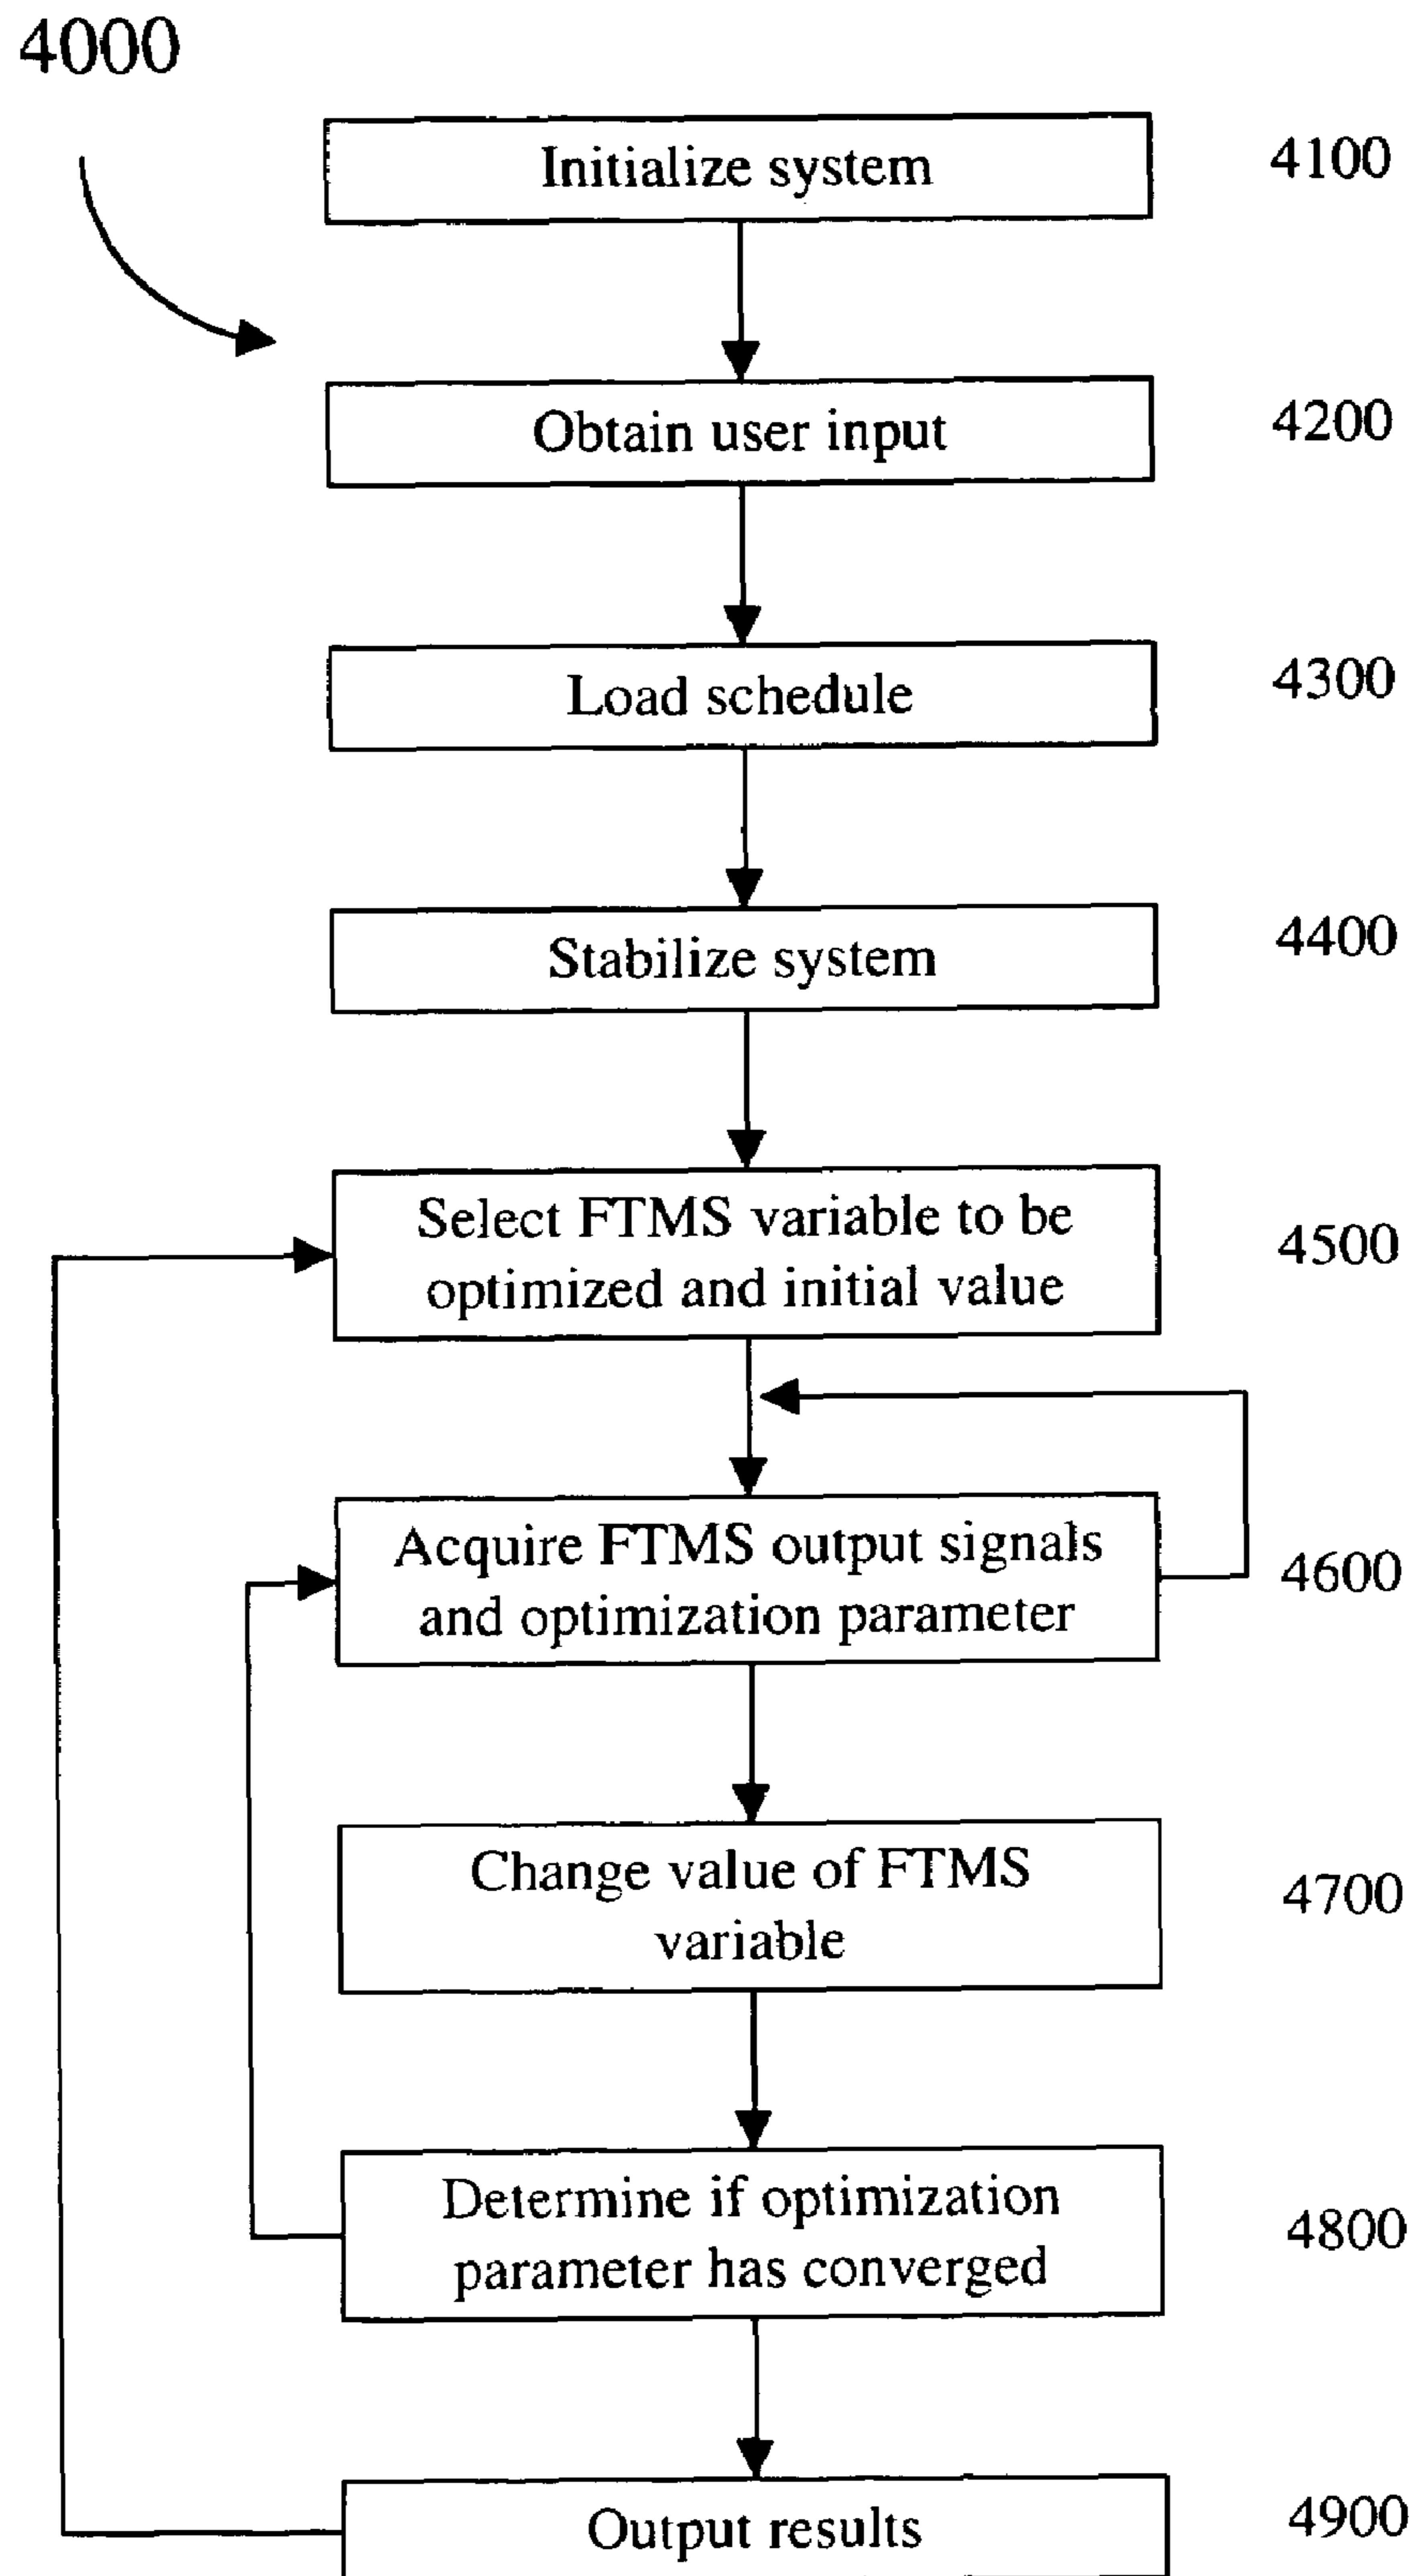 4000
Initialize system
4100
Obtain user input
4200
Load schedule
4300
Stabilize system
4400
Select FTMS variable to be
optimized and initial value
4500
Acquire FTMS output signals
and optimization parameter
4600
Change value of FTMS
variable
4700
Determine if optimization
parameter has converged
4800
Output results
4900